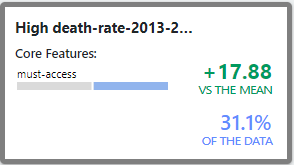 High death-rate-2013-2...
Core Features:
must-access
+17.88
VS THE MEAN
31.1%
OF THE DATA